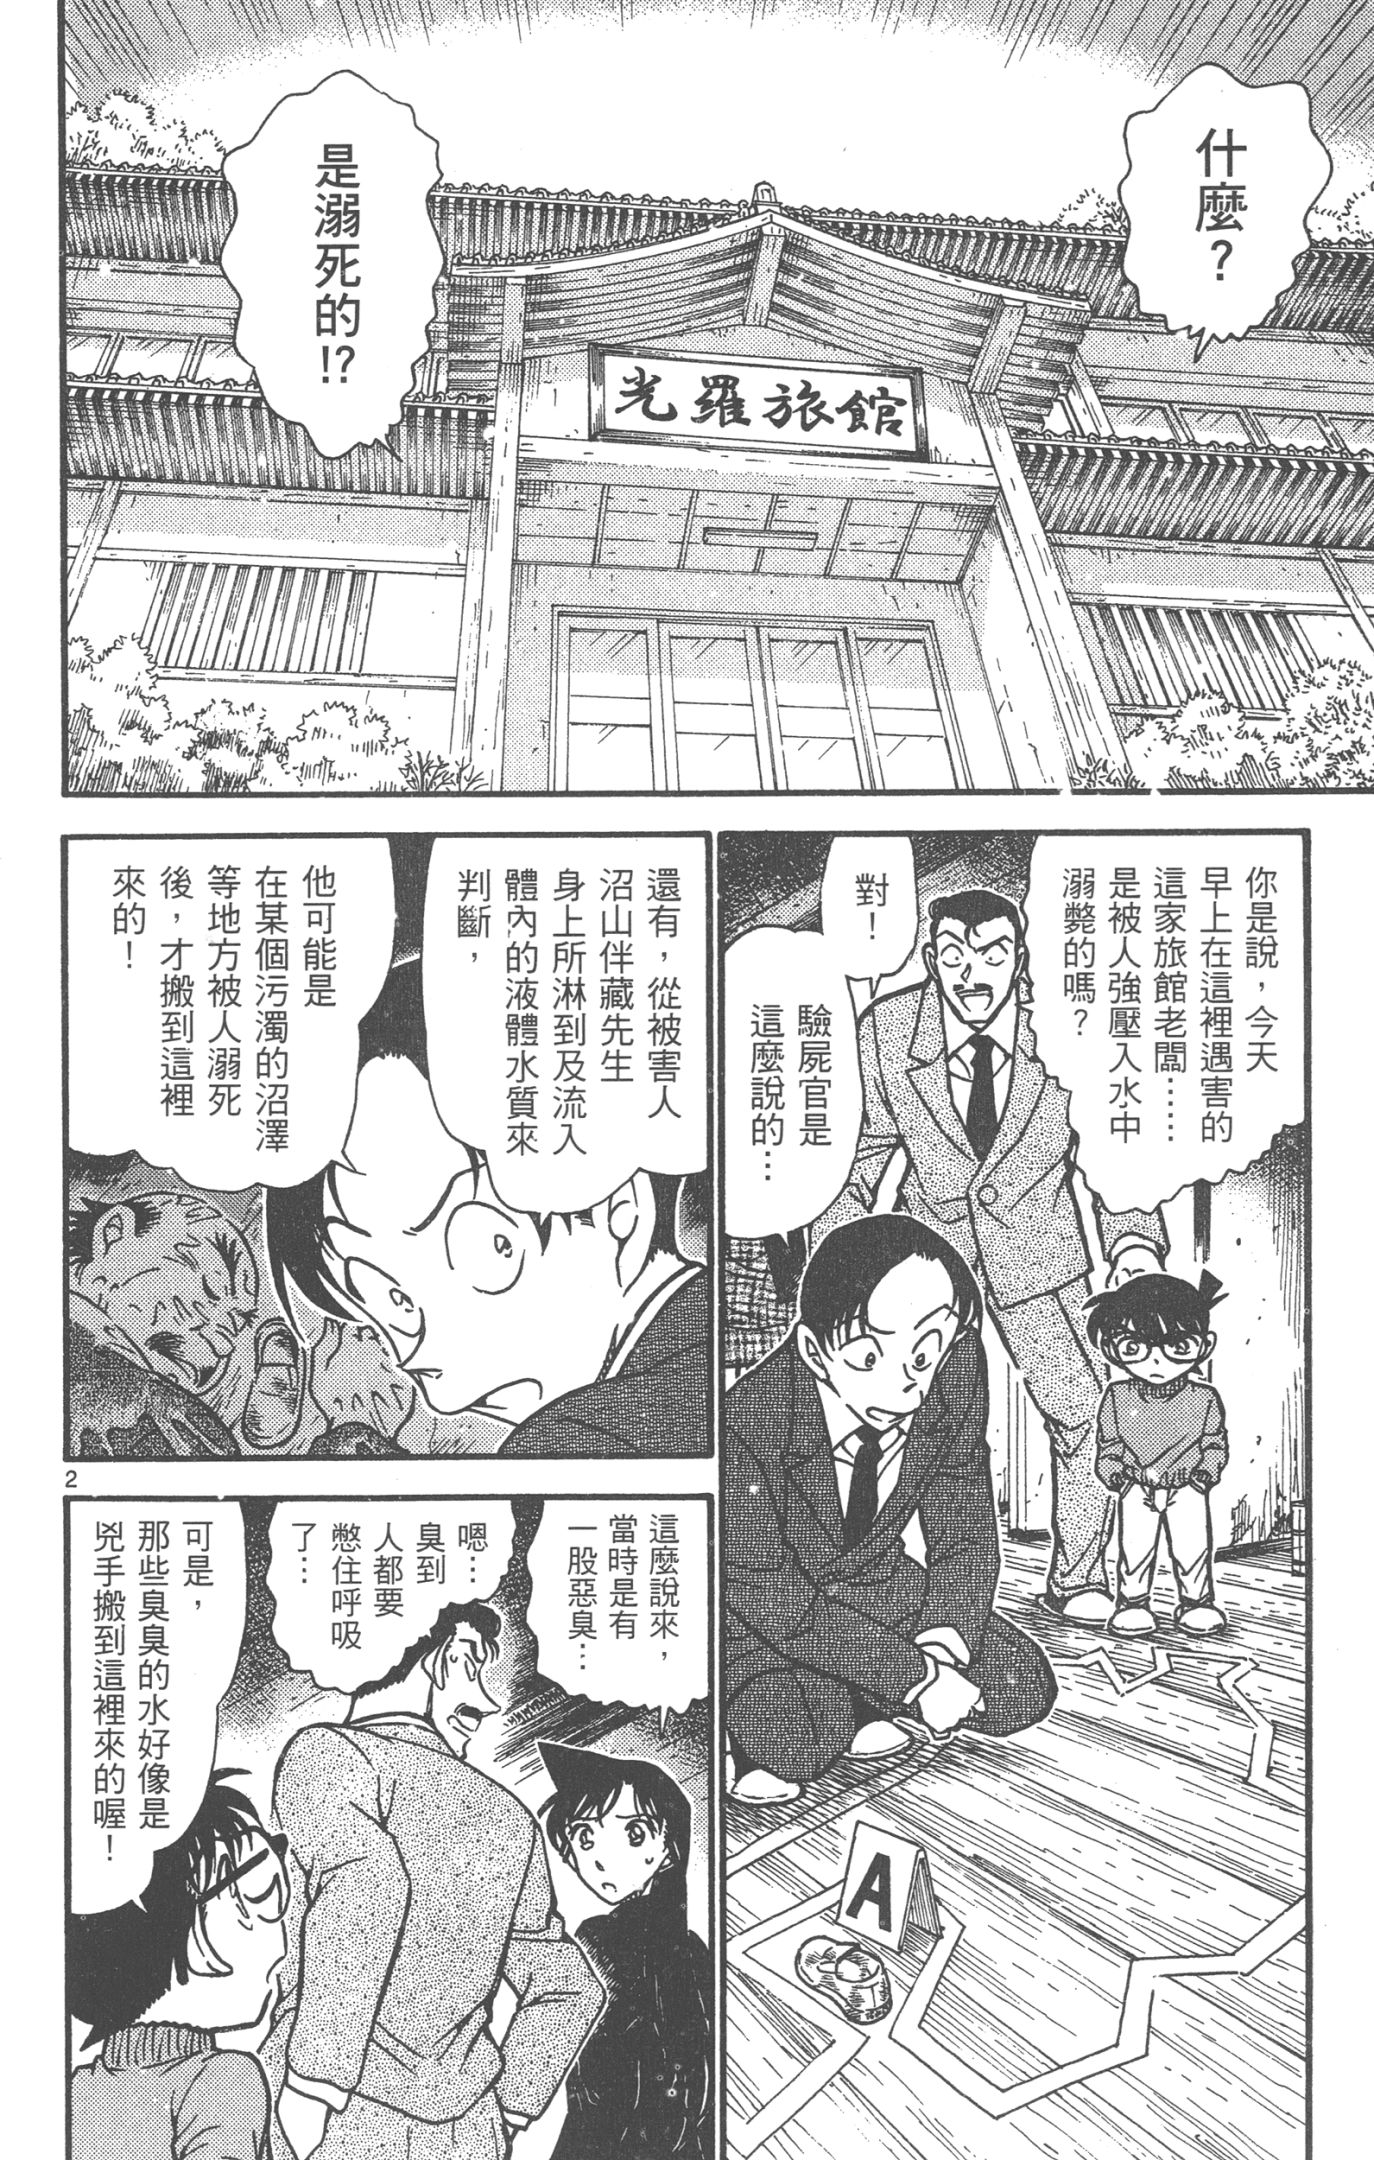 什麼？
是溺死的!?
光羅旅館
你是說，今天
早上在這裡遇害的
這家旅館老闆……
是被人強壓入水中
溺斃的嗎？
對！
驗屍官是
這麼說的…
還有，從被害人
沼山伴藏先生
身上所淋到及流入
體內的液體水質來
判斷，
他可能是
在某個污濁的沼澤
等地方被人溺死
後，才搬到這裡
來的！
A
2
這麼說來，
當時是有
一股惡臭…
嗯…
臭到
人都要
憋住呼吸
了…
可是，
那些臭臭的水好像是
兇手搬到這裡來的喔！